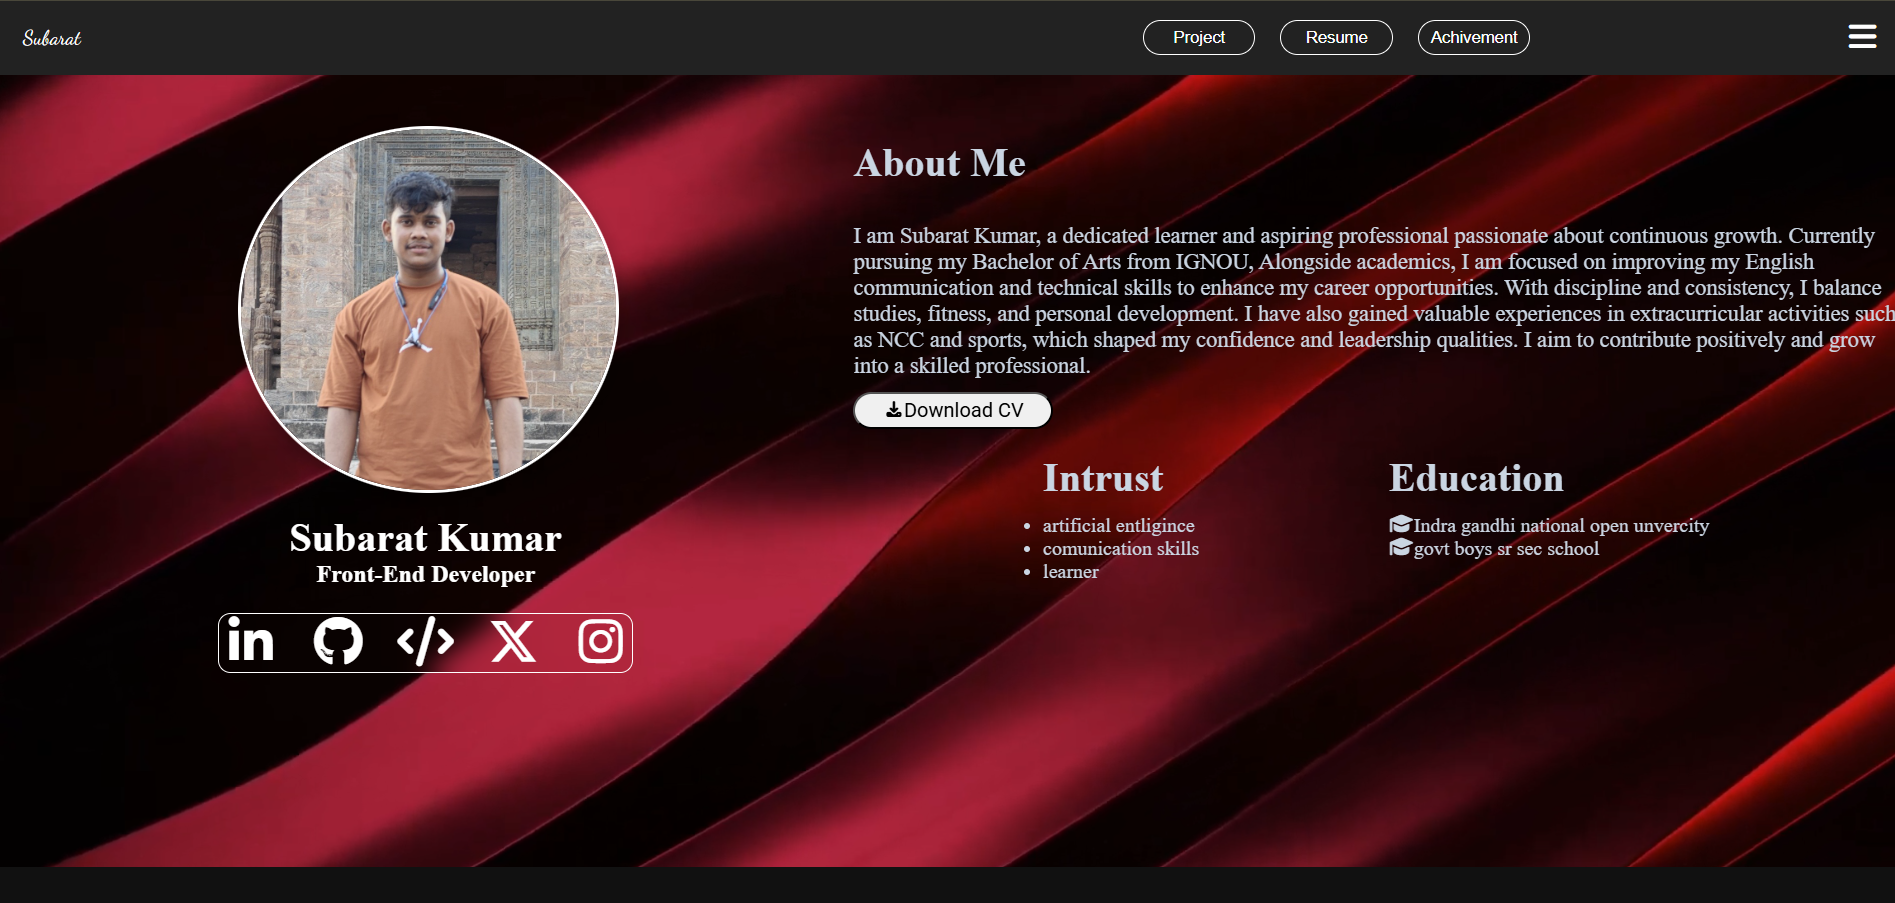 Subarat
Project
Resume
Achivement
About Me
I am Subarat Kumar, a dedicated learner and aspiring professional passionate about continuous growth. Currently
pursuing my Bachelor of Arts from IGNOU, Alongside academics, I am focused on improving my English
communication and technical skills to enhance my career opportunities. With discipline and consistency, I balance
studies, fitness, and personal development. I have also gained valuable experiences in extracurricular activities such
as NCC and sports, which shaped my confidence and leadership qualities. I aim to contribute positively and grow
into a skilled professional.
Download CV
Subarat Kumar
Front-End Developer
Intrust
artificial entligince
comunication skills
learner
Education
Indra gandhi national open unvercity
govt boys sr sec school